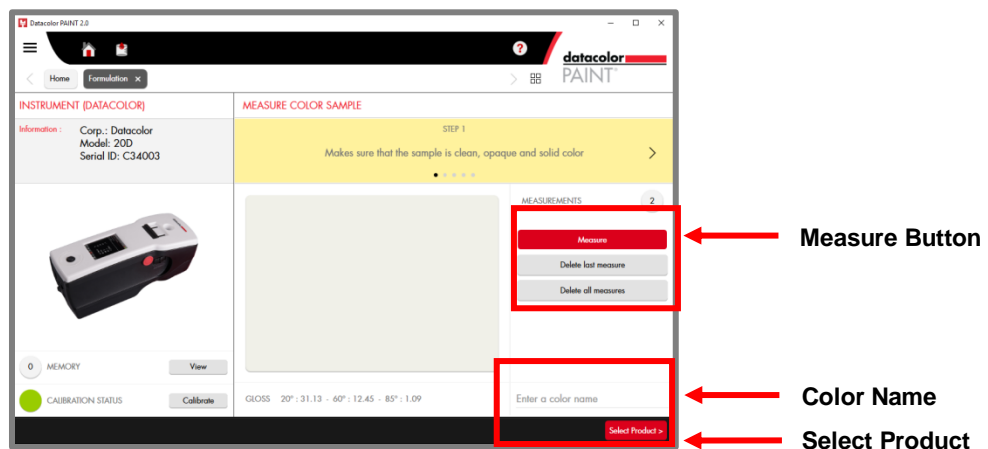 Datacolor PAINT 2.0
datacolor
PAINT
Home
Formulation ×
INSTRUMENT (DATACOLOR)
MEASURE COLOR SAMPLE
Information :
Corp.: Datacolor
Model: 20D
Serial ID: C34003
STEP 1
Makes sure that the sample is clean, opaque and solid color
MEASUREMENTS
2
Measure
Delete last measure
Delete all measures
Measure Button
0 MEMORY
View
CALIBRATION STATUS
Calibrate
GLOSS 20° : 31.13 - 60° : 12.45 - 85° : 1.09
Enter a color name
Color Name
Select Product >
Select Product